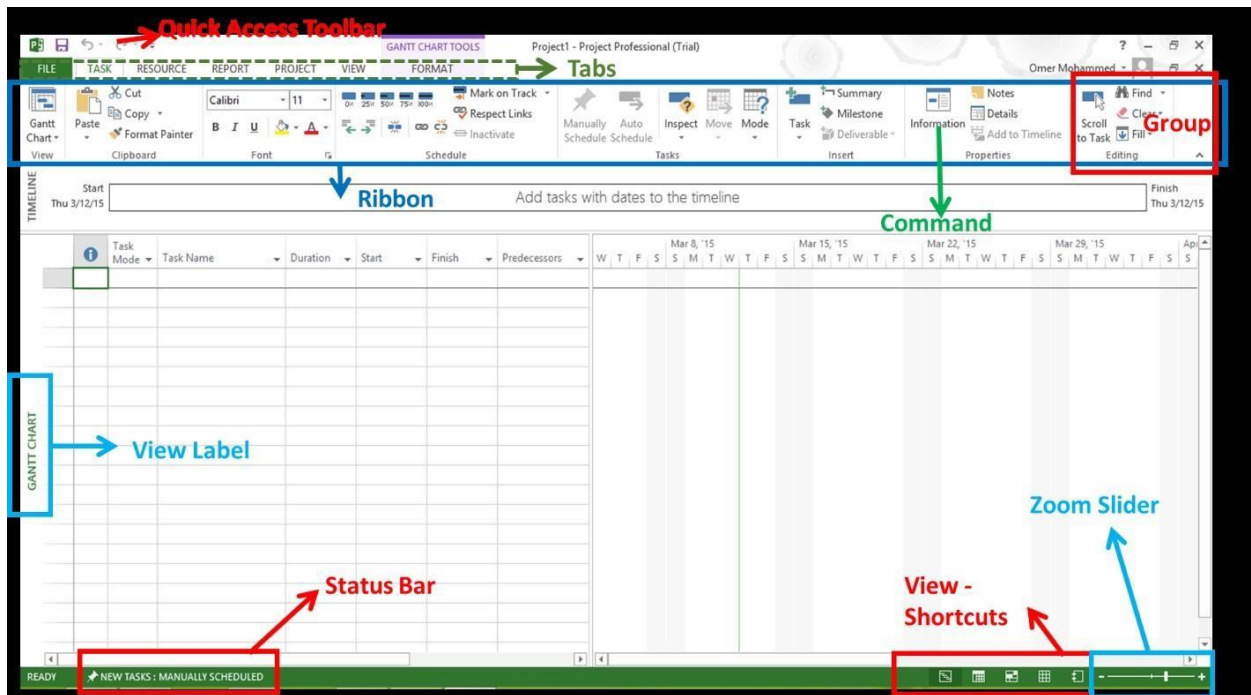 Quick Access Toolbar
GANTT CHART TOOLS
Project1 - Project Professional (Trial)
?
FILE TASK RESOURCE REPORT PROJECT VIEW FORMAT
Tabs
Omer Mohammed
Gantt Chart
View
Paste
Cut
Copy
Format Painter
Clipboard
Calibri 11
B I U A
Font
0× 25× 50× 75× 100×
Mark on Track
Respect Links
Inactivate
Schedule
Manually Schedule
Auto Schedule
Inspect
Move
Mode
Tasks
Task
Summary
Milestone
Deliverable
Insert
Information
Notes
Details
Add to Timeline
Properties
Scroll to Task
Find
Clear
Fill
Editing
Group
Ribbon
Command
TIMELINE
Start
Thu 3/12/15
Add tasks with dates to the timeline
Finish
Thu 3/12/15
Task Mode
Task Name
Duration
Start
Finish
Predecessors
Mar 8, '15 Mar 15, '15 Mar 22, '15 Mar 29, '15
W T F S S M T W T F S S M T W T F S S M T W T F S S M T W T F S S
GANTT CHART
View Label
Zoom Slider
Status Bar
View -
Shortcuts
READY
NEW TASKS : MANUALLY SCHEDULED